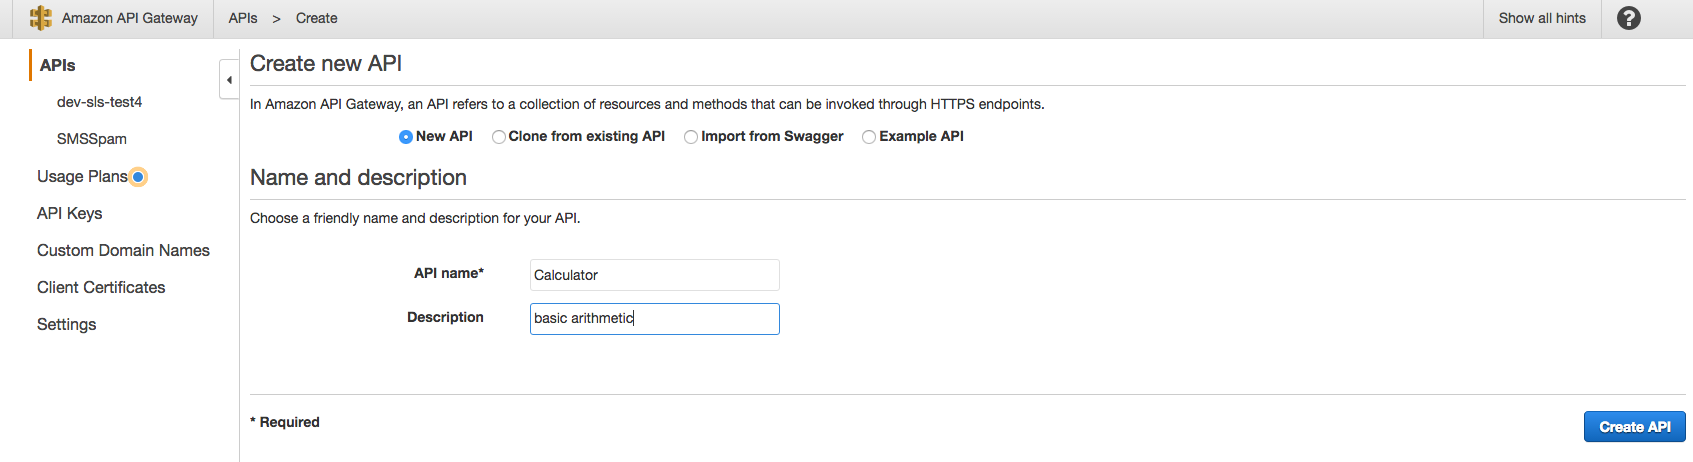 Amazon API Gateway APIs > Create Show all hints ?
APIs
dev-sls-test4
SMSSpam
Usage Plans
API Keys
Custom Domain Names
Client Certificates
Settings
Create new API
In Amazon API Gateway, an API refers to a collection of resources and methods that can be invoked through HTTPS endpoints.
New API Clone from existing API Import from Swagger Example API
Name and description
Choose a friendly name and description for your API.
API name* Calculator
Description basic arithmetic
* Required
Create API